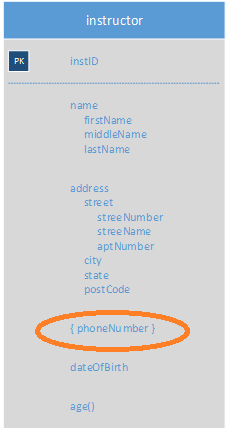 instructor
PK instID
name
firstName
middleName
lastName
address
street
streeNumber
streeName
aptNumber
city
state
postCode
{ phoneNumber }
dateOfBirth
age()